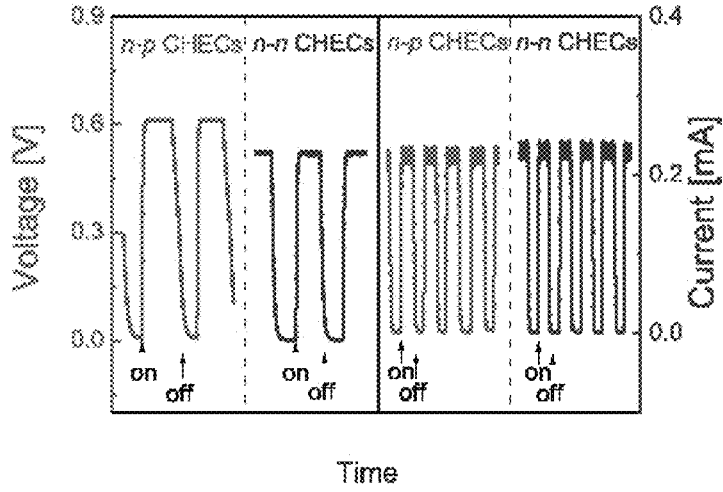 0.9
0.6
0.3
0.0
Voltage [V]
n-p CHECs
n-n CHECs
n-p CHECs
n-n CHECs
on
off
on
off
on
off
on
off
0.4
0.2
0.0
Current [mA]
Time